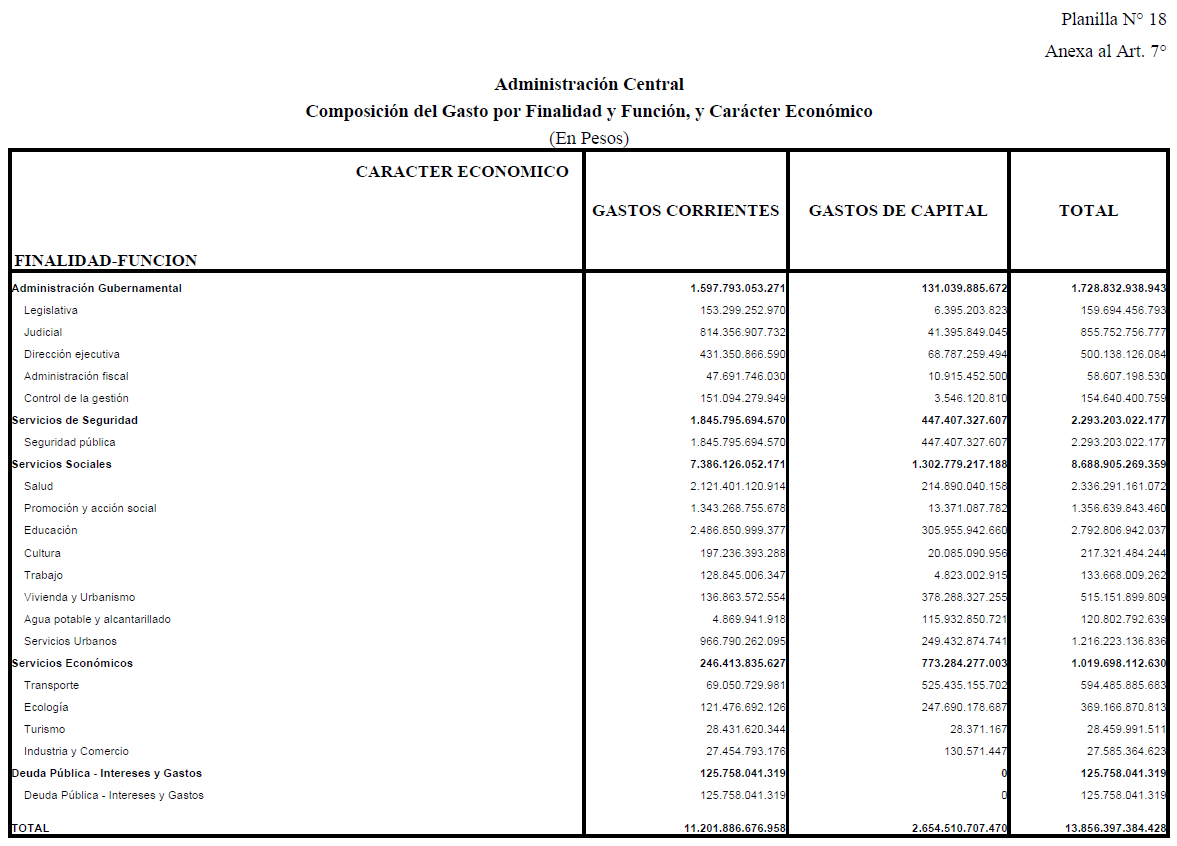 Planilla N° 18
Anexa al Art. 7°
Administración Central
Composición del Gasto por Finalidad y Función, y Carácter Económico
(En Pesos)
CARACTER ECONOMICO
GASTOS CORRIENTES GASTOS DE CAPITAL TOTAL
FINALIDAD-FUNCION
Administración Gubernamental 1.597.793.053.271 131.039.885.672 1.728.832.938.943
Legislativa 153.299.252.970 6.395.203.823 159.694.456.793
Judicial 814.356.907.732 41.395.849.045 855.752.756.777
Dirección ejecutiva 431.350.866.590 68.787.259.494 500.138.126.084
Administración fiscal 47.691.746.030 10.915.452.500 58.607.198.530
Control de la gestión 151.094.279.949 3.546.120.810 154.640.400.759
Servicios de Seguridad 1.845.795.694.570 447.407.327.607 2.293.203.022.177
Seguridad pública 1.845.795.694.570 447.407.327.607 2.293.203.022.177
Servicios Sociales 7.386.126.052.171 1.302.779.217.188 8.688.905.269.359
Salud 2.121.401.120.914 214.890.040.158 2.336.291.161.072
Promoción y acción social 1.343.268.755.678 13.371.087.782 1.356.639.843.460
Educación 2.486.850.999.377 305.955.942.660 2.792.806.942.037
Cultura 197.236.393.288 20.085.090.956 217.321.484.244
Trabajo 128.845.006.347 4.823.002.915 133.668.009.262
Vivienda y Urbanismo 136.863.572.554 378.288.327.255 515.151.899.809
Agua potable y alcantarillado 4.869.941.918 115.932.850.721 120.802.792.639
Servicios Urbanos 966.790.262.095 249.432.874.741 1.216.223.136.836
Servicios Económicos 246.413.835.627 773.284.277.003 1.019.698.112.630
Transporte 69.050.729.981 525.435.155.702 594.485.885.683
Ecología 121.476.692.126 247.690.178.687 369.166.870.813
Turismo 28.431.620.344 28.371.167 28.459.991.511
Industria y Comercio 27.454.793.176 130.571.447 27.585.364.623
Deuda Pública - Intereses y Gastos 125.758.041.319 0 125.758.041.319
Deuda Pública - Intereses y Gastos 125.758.041.319 0 125.758.041.319
TOTAL 11.201.886.676.958 2.654.510.707.470 13.856.397.384.428